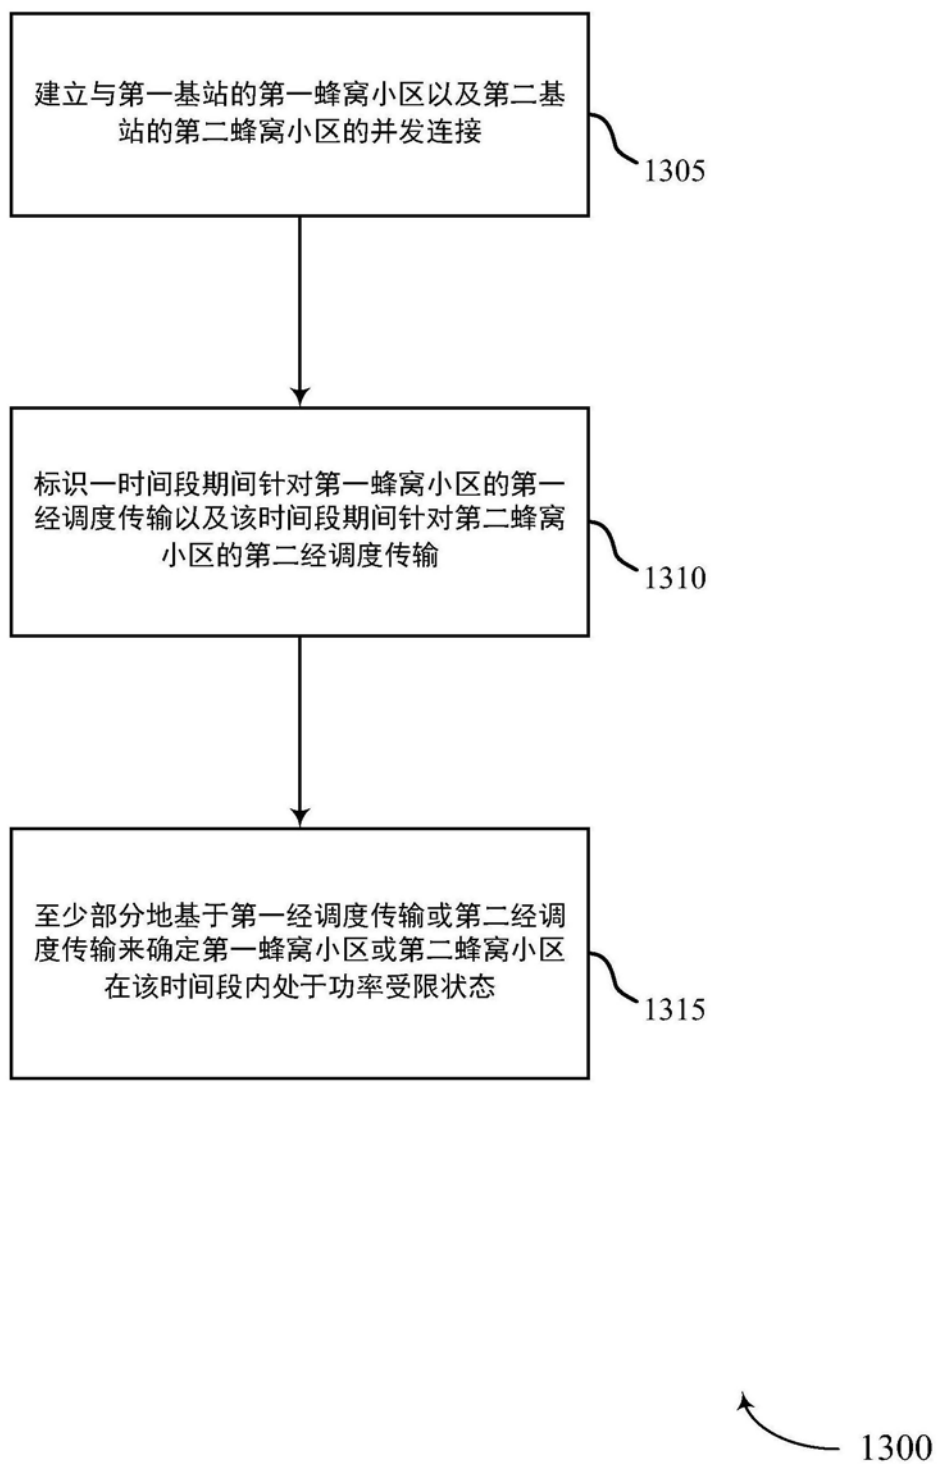 建立与第一基站的第一蜂窝小区以及第二基
站的第二蜂窝小区的并发连接
1305
标识一时间段期间针对第一蜂窝小区的第一
经调度传输以及该时间段期间针对第二蜂窝
小区的第二经调度传输
1310
至少部分地基于第一经调度传输或第二经调
度传输来确定第一蜂窝小区或第二蜂窝小区
在该时间段内处于功率受限状态
1315
1300